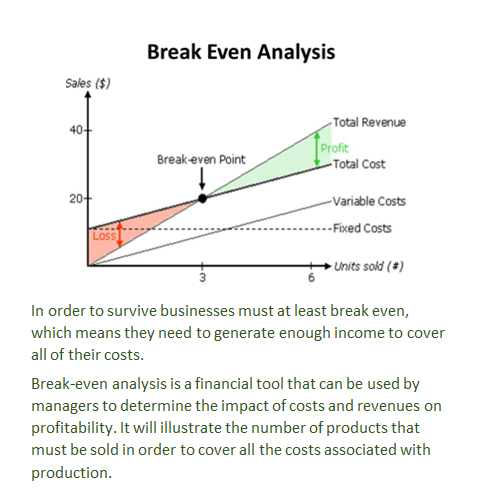 Break Even Analysis
Sales ($)
40
Total Revenue
Profit
Break-even Point
Total Cost
20
Variable Costs
Fixed Costs
Loss
Units sold (#)
3
6
In order to survive businesses must at least break even,
which means they need to generate enough income to cover
all of their costs.
Break-even analysis is a financial tool that can be used by
managers to determine the impact of costs and revenues on
profitability. It will illustrate the number of products that
must be sold in order to cover all the costs associated with
production.